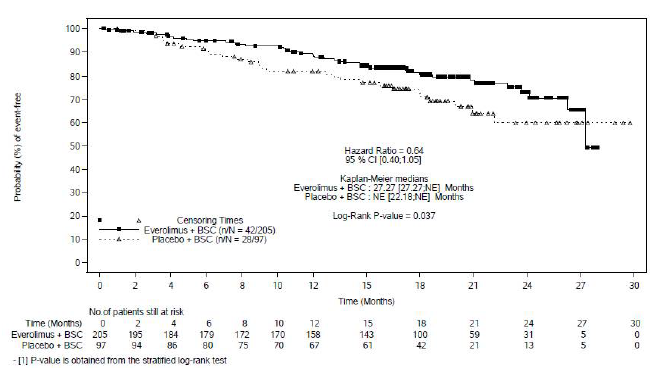 Probability (%) of event-free
100
90
80
70
60
50
40
30
20
10
0
Hazard Ratio = 0.64
95 % CI [0.40;1.05]
Kaplan-Meier medians
Everolimus + BSC : 27.27 [27.27;NE] Months
Placebo + BSC : NE [22.18;NE] Months
Log-Rank P-value = 0.037
Censoring Times
Everolimus + BSC (n/N = 42/205)
Placebo + BSC (n/N = 28/97)
0 2 4 6 8 10 12 15 18 21 24 27 30
Time (Months)
No.of patients still at risk
Time (Months) 0 2 4 6 8 10 12 15 18 21 24 27 30
Everolimus + BSC 205 195 184 179 172 170 158 143 100 59 31 5 0
Placebo + BSC 97 94 86 80 75 70 67 61 42 21 13 5 0
- [1] P-value is obtained from the stratified log-rank test